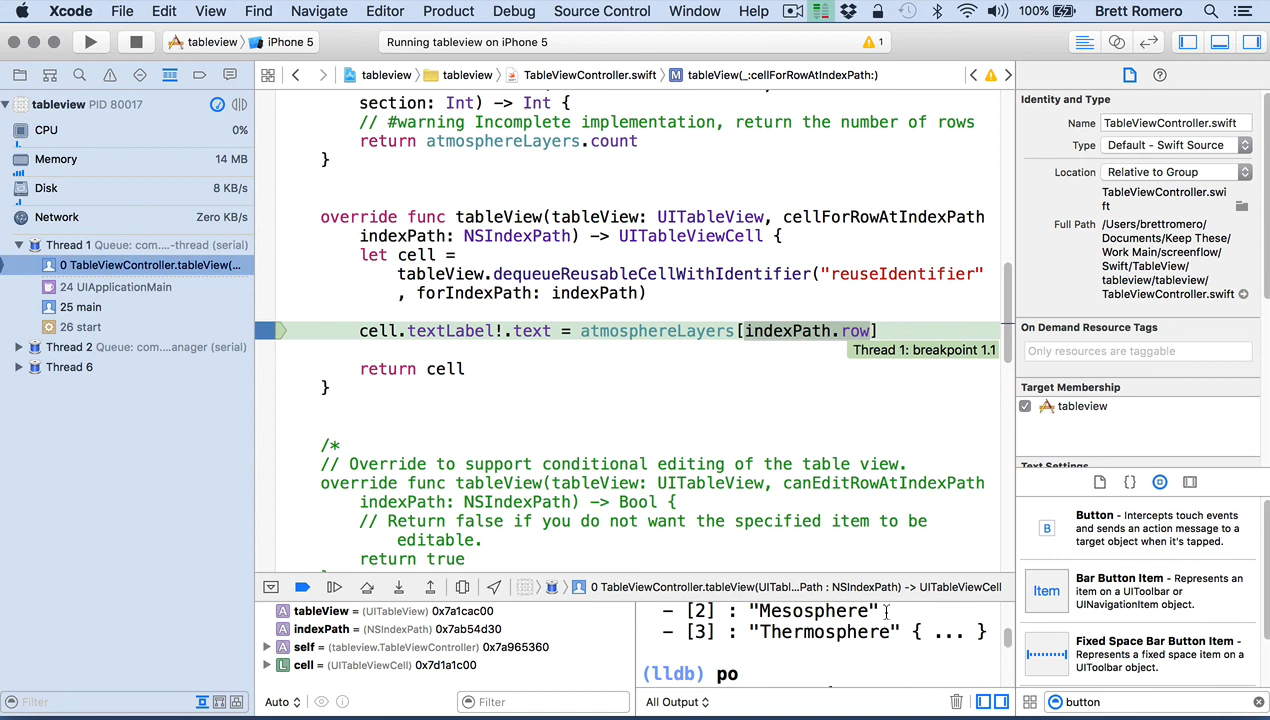 Xcode File Edit View Find Navigate Editor Product Debug Source Control Window Help 100% Brett Romero
tableview iPhone 5 Running tableview on iPhone 5 1
tableview tableview TableViewController.swift M tableView(_:cellForRowAtIndexPath:)
tableview PID 80017
CPU 0%
Memory 14 MB
Disk 8 KB/s
Network Zero KB/s
Thread 1 Queue: com....-thread (serial)
0 TableViewController.tableView(...
24 UIApplicationMain
25 main
26 start
Thread 2 Queue: com....anager (serial)
Thread 6
Filter
section: Int) -> Int {
// #warning Incomplete implementation, return the number of rows
return atmosphereLayers.count
}
override func tableView(tableView: UITableView, cellForRowAtIndexPath
indexPath: NSIndexPath) -> UITableViewCell {
let cell =
tableView.dequeueReusableCellWithIdentifier("reuseIdentifier"
, forIndexPath: indexPath)
cell.textLabel!.text = atmosphereLayers[indexPath.row]
Thread 1: breakpoint 1.1
return cell
}
/*
// Override to support conditional editing of the table view.
override func tableView(tableView: UITableView, canEditRowAtIndexPath
indexPath: NSIndexPath) -> Bool {
// Return false if you do not want the specified item to be
editable.
return true
0 TableViewController.tableView(UITabl...Path : NSIndexPath) -> UITableViewCell
A tableView = (UITableView) 0x7a1cac00
A indexPath = (NSIndexPath) 0x7ab54d30
A self = (tableview.TableViewController) 0x7a965360
L cell = (UITableViewCell) 0x7d1a1c00
Auto Filter
- [2] : "Mesosphere"
- [3] : "Thermosphere" { ... }
(lldb) po
All Output
Identity and Type
Name TableViewController.swift
Type Default - Swift Source
Location Relative to Group
TableViewController.swi
ft
Full Path /Users/brettromero/
Documents/Keep These/
Work Main/screenflow/
Swift/TableView/
tableview/tableview/
TableViewController.swift
On Demand Resource Tags
Only resources are taggable
Target Membership
tableview
Text Settings
B
Button - Intercepts touch events
and sends an action message to a
target object when it's tapped.
Item
Bar Button Item - Represents an
item on a UIToolbar or
UINavigationItem object.
Fixed Space Bar Button Item -
Represents a fixed space item on a
UIToolbar object.
button